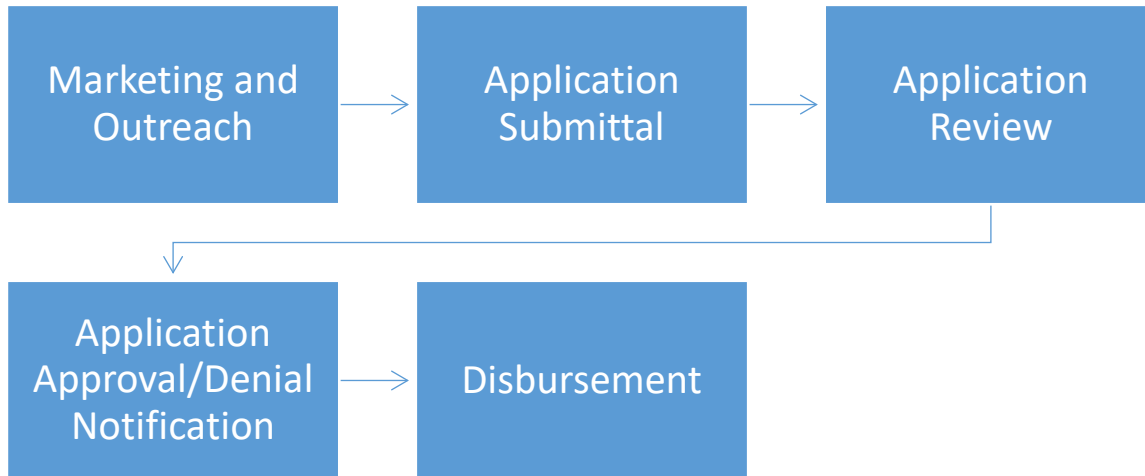 Marketing and
Outreach
Application
Submittal
Application
Review
Application
Approval/Denial
Notification
Disbursement